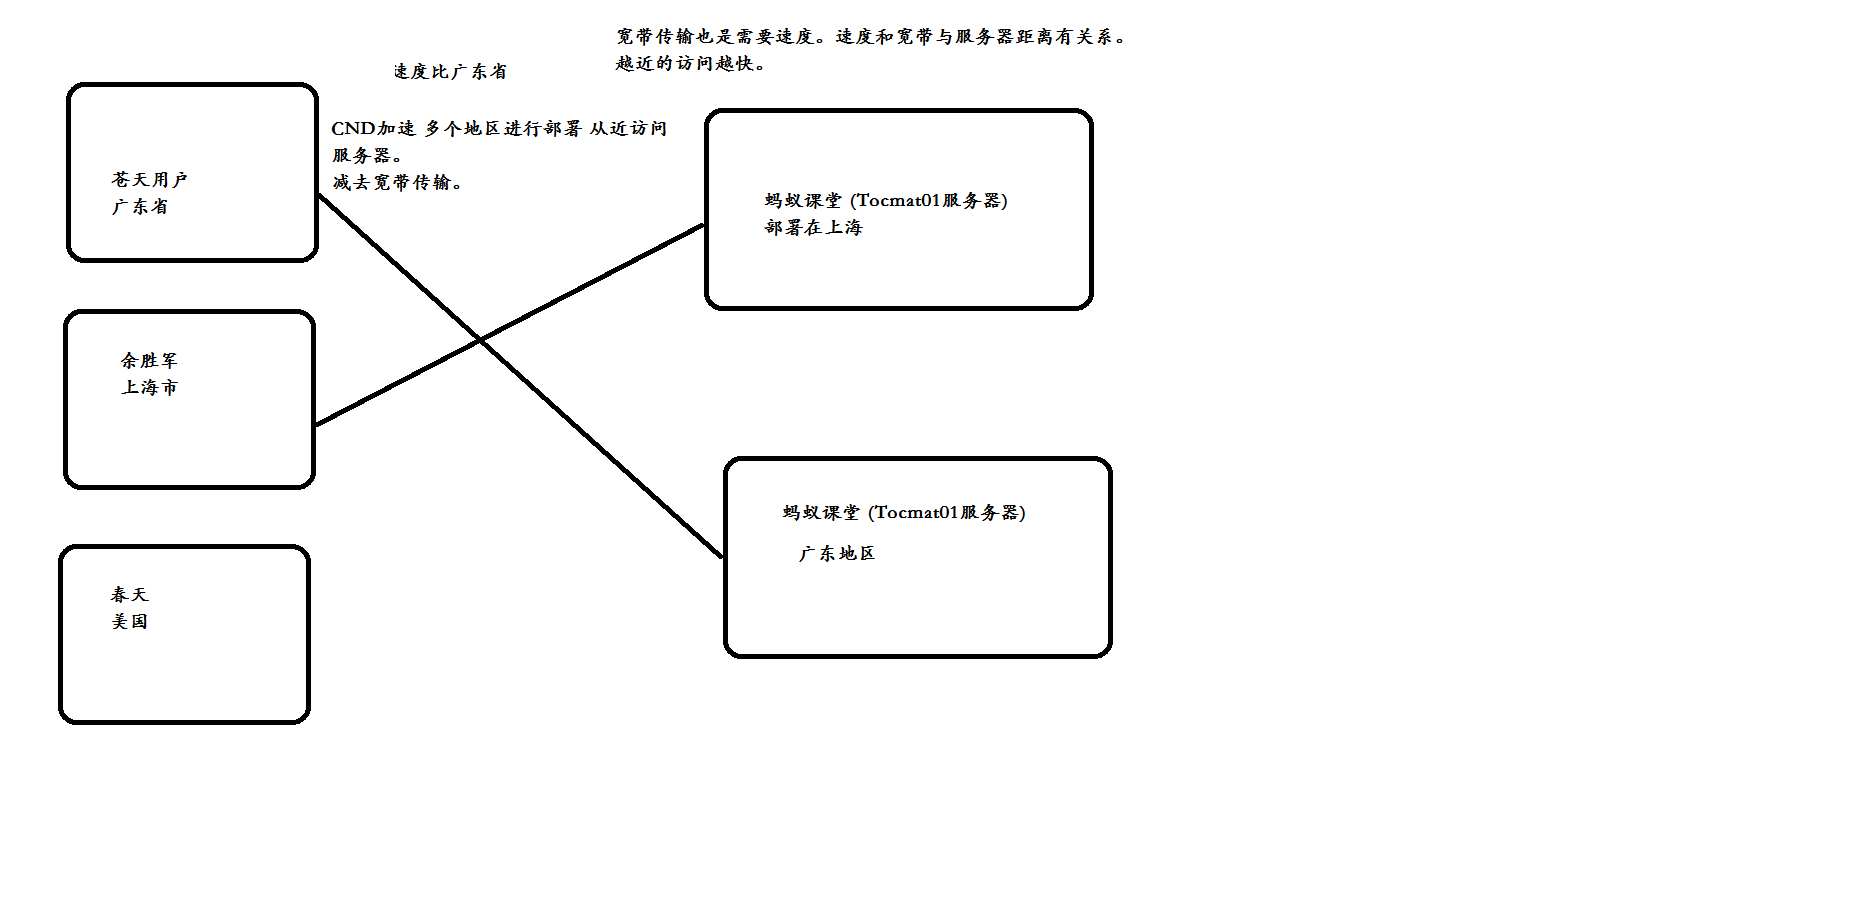 宽带传输也是需要速度。速度和宽带与服务器距离有关系。
越近的访问越快。
速度比广东省
CND加速 多个地区进行部署 从近访问
服务器。
减去宽带传输。
苍天用户
广东省
蚂蚁课堂 (Tocmat01服务器)
部署在上海
余胜军
上海市
蚂蚁课堂 (Tocmat01服务器)
广东地区
春天
美国